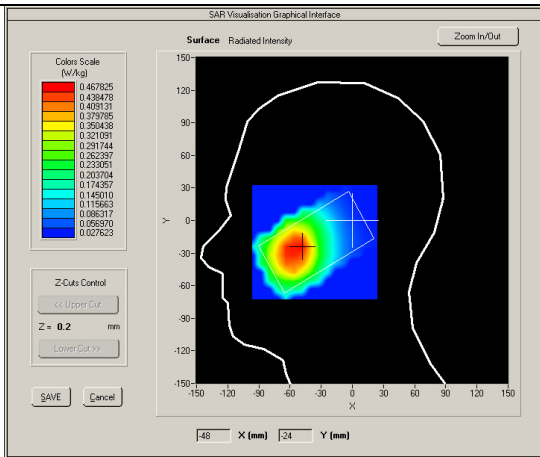 SAR Visualisation Graphical Interface
Surface Radiated Intensity
Zoom In/Out
Colors Scale
(W/kg)
0.467825
0.438478
0.409131
0.379785
0.350438
0.321091
0.291744
0.262397
0.233051
0.203704
0.174357
0.145010
0.115663
0.086317
0.056970
0.027623
Z-Cuts Control
<< Upper Cut
Z = 0.2 mm
Lower Cut >>
SAVE Cancel
150
120
90
60
30
0
-30
-60
-90
-120
-150
Y
-150 -120 -90 -60 -30 0 30 60 90 120 150
X
-48 X (mm) -24 Y (mm)